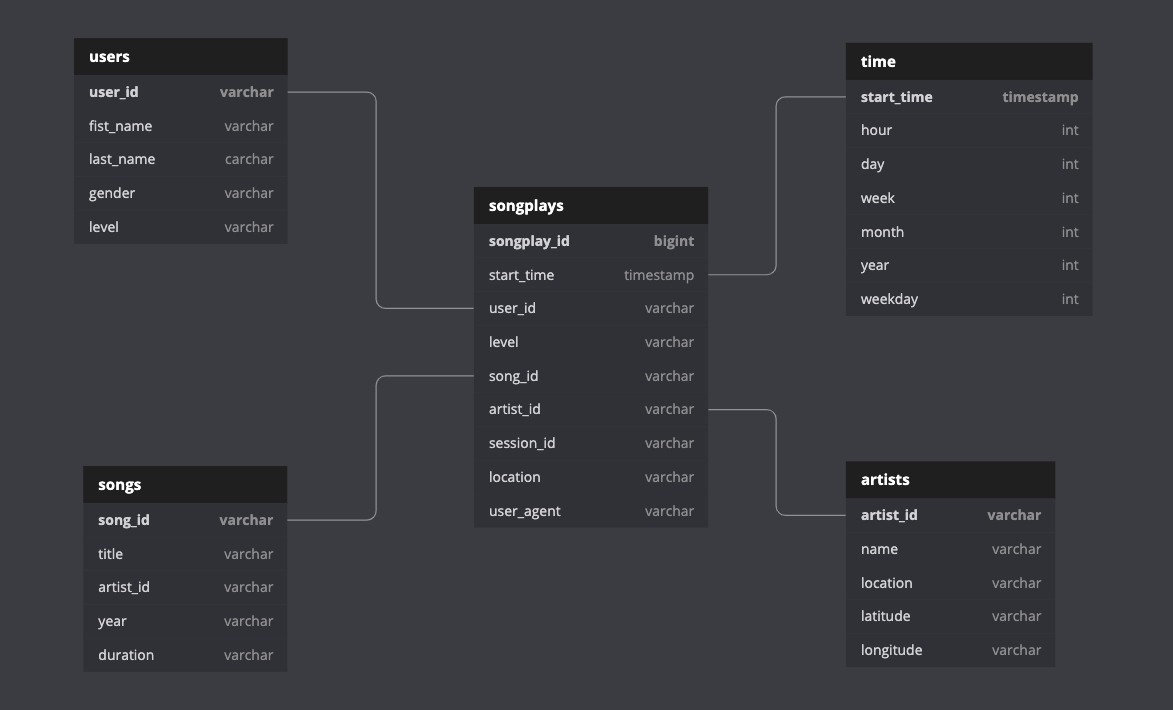 users
user_id varchar
fist_name varchar
last_name carchar
gender varchar
level varchar
time
start_time timestamp
hour int
day int
week int
month int
year int
weekday int
songplays
songplay_id bigint
start_time timestamp
user_id varchar
level varchar
song_id varchar
artist_id varchar
session_id varchar
location varchar
user_agent varchar
songs
song_id varchar
title varchar
artist_id varchar
year varchar
duration varchar
artists
artist_id varchar
name varchar
location varchar
latitude varchar
longitude varchar